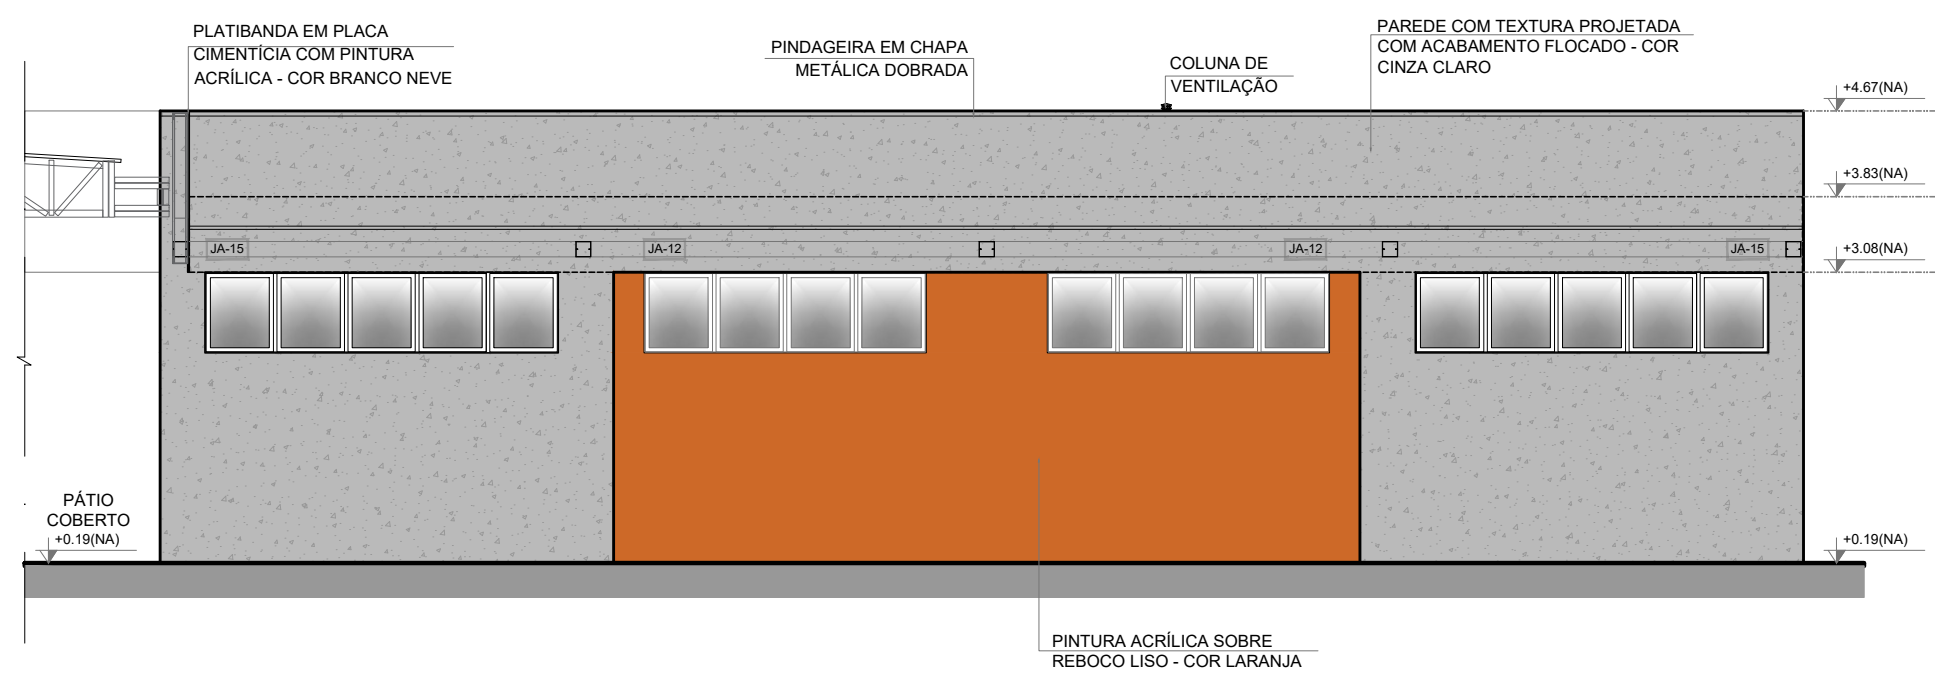 PLATIBANDA EM PLACA
CIMENTÍCIA COM PINTURA
ACRÍLICA - COR BRANCO NEVE
PINDAGEIRA EM CHAPA
METÁLICA DOBRADA
COLUNA DE
VENTILAÇÃO
PAREDE COM TEXTURA PROJETADA
COM ACABAMENTO FLOCADO - COR
CINZA CLARO
+4.67(NA)
+3.83(NA)
+3.08(NA)
JA-15
JA-12
JA-12
JA-15
PÁTIO
COBERTO
+0.19(NA)
+0.19(NA)
PINTURA ACRÍLICA SOBRE
REBOCO LISO - COR LARANJA